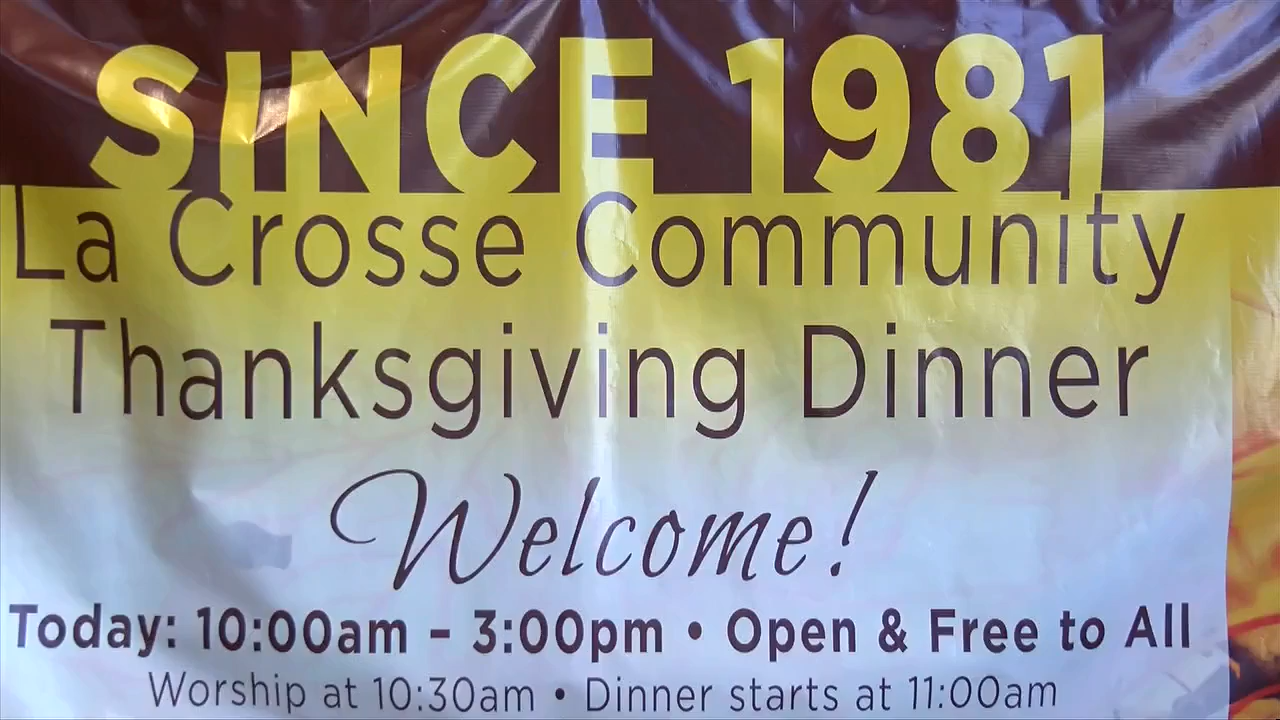 SINCE 1981
La Crosse Community
Thanksgiving Dinner
Welcome!
Today: 10:00am – 3:00pm • Open & Free to All
Worship at 10:30am • Dinner starts at 11:00am